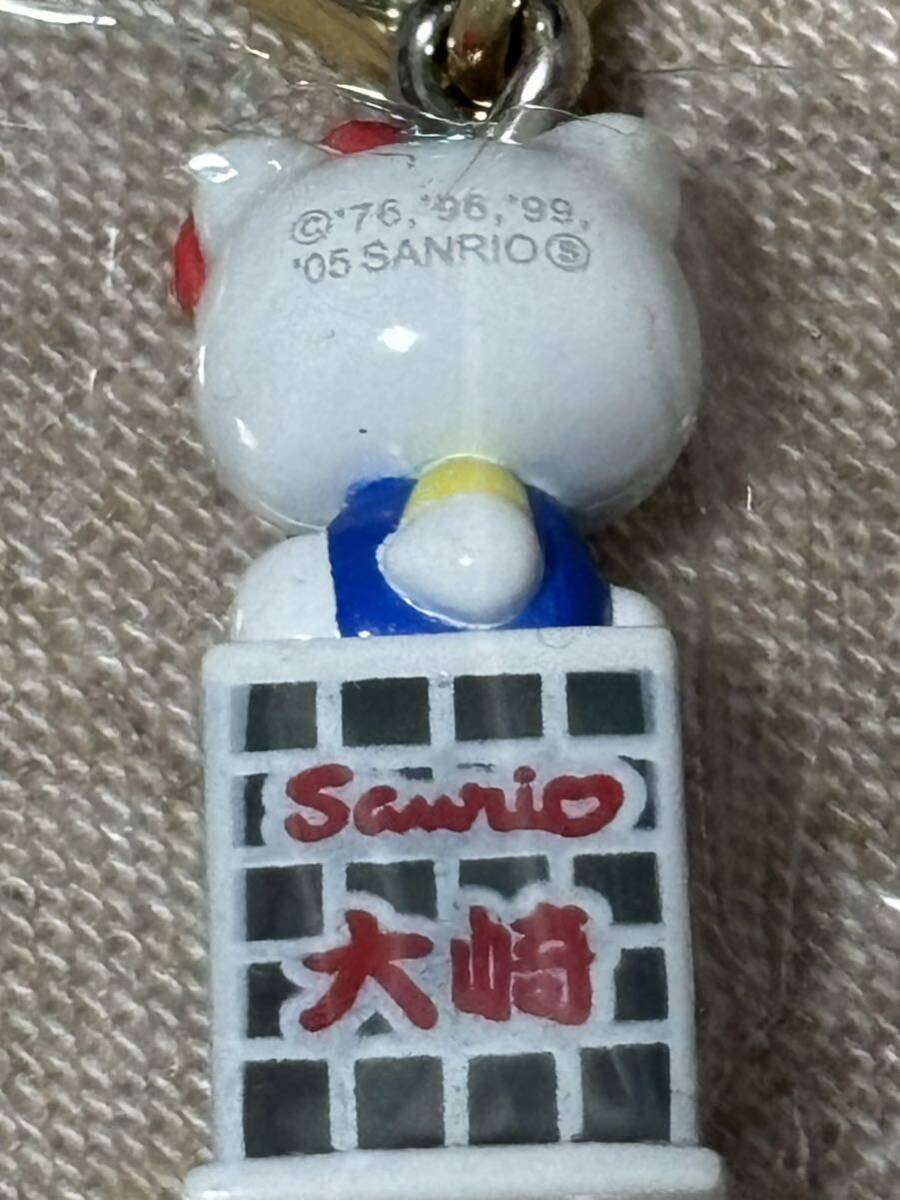 ©'76,'96,'99,
'05 SANRIO Ⓢ
Sanrio
大崎